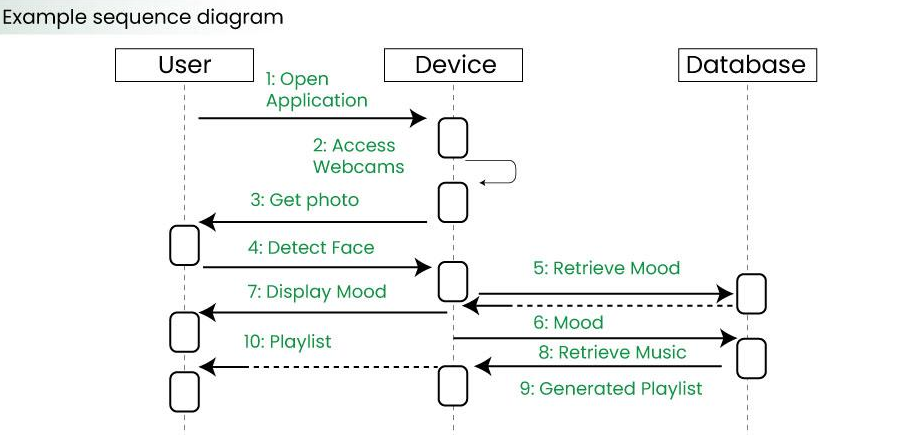 Example sequence diagram
User
Device
Database
1: Open
Application
2: Access
Webcams
3: Get photo
4: Detect Face
5: Retrieve Mood
7: Display Mood
6: Mood
10: Playlist
8: Retrieve Music
9: Generated Playlist